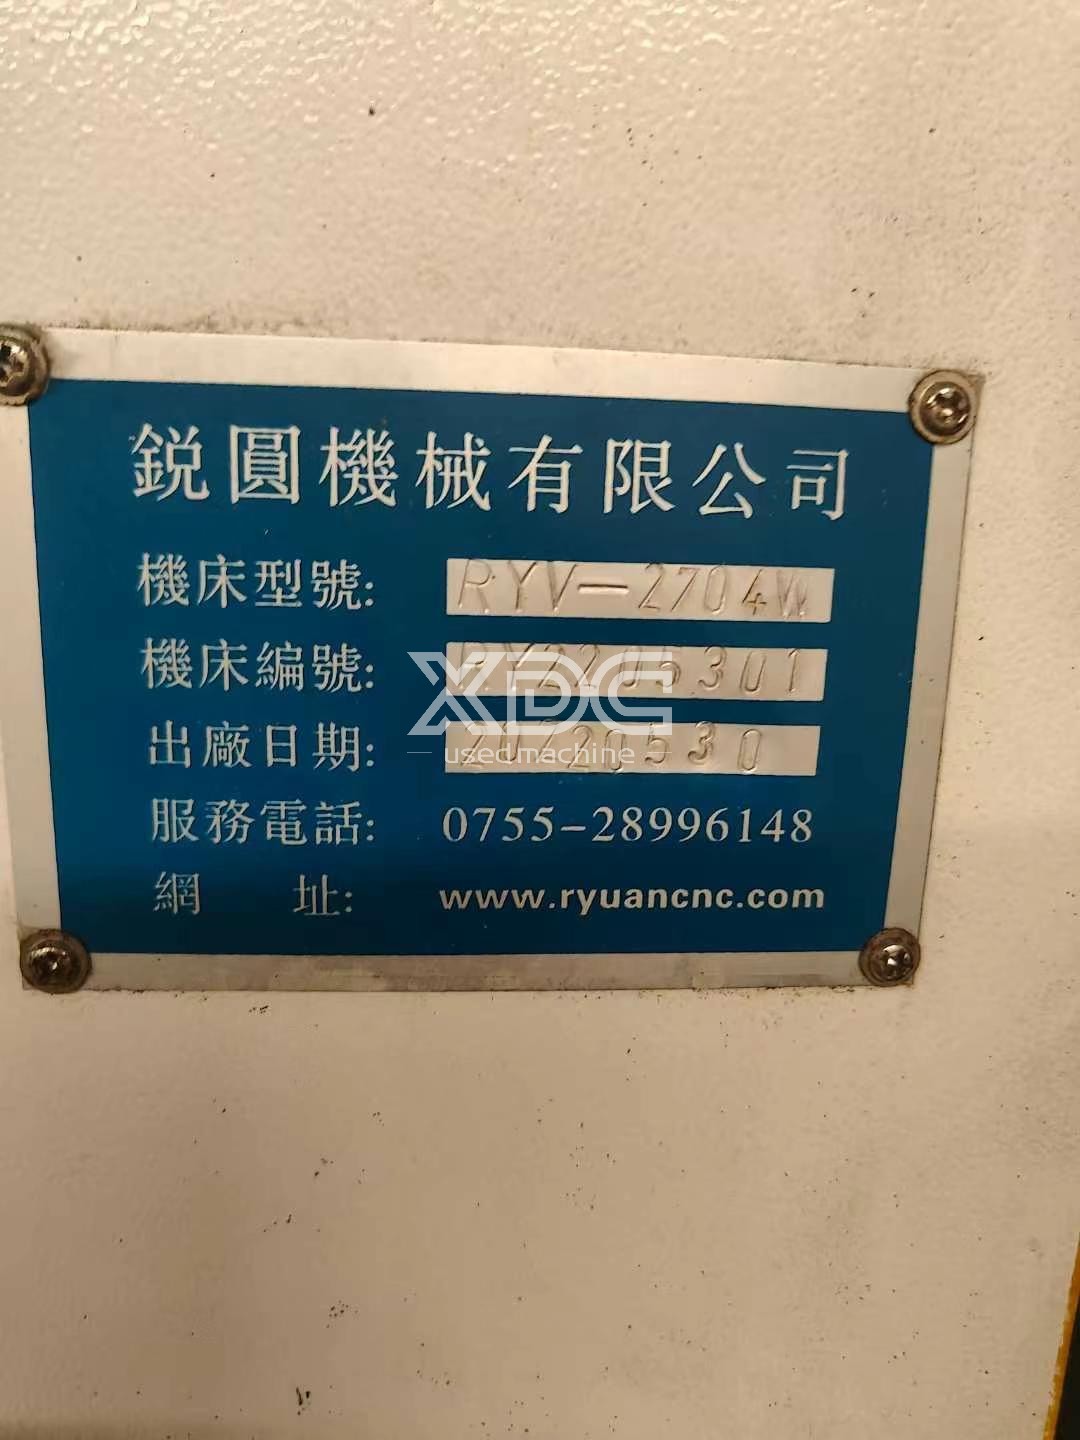 鋭圓機械有限公司
機床型號: RYV-2704W
機床編號: RY2205301
出廠日期: 20220530
服務電話: 0755-28996148
網 址: www.ryuancnc.com
XDC
usedmachine